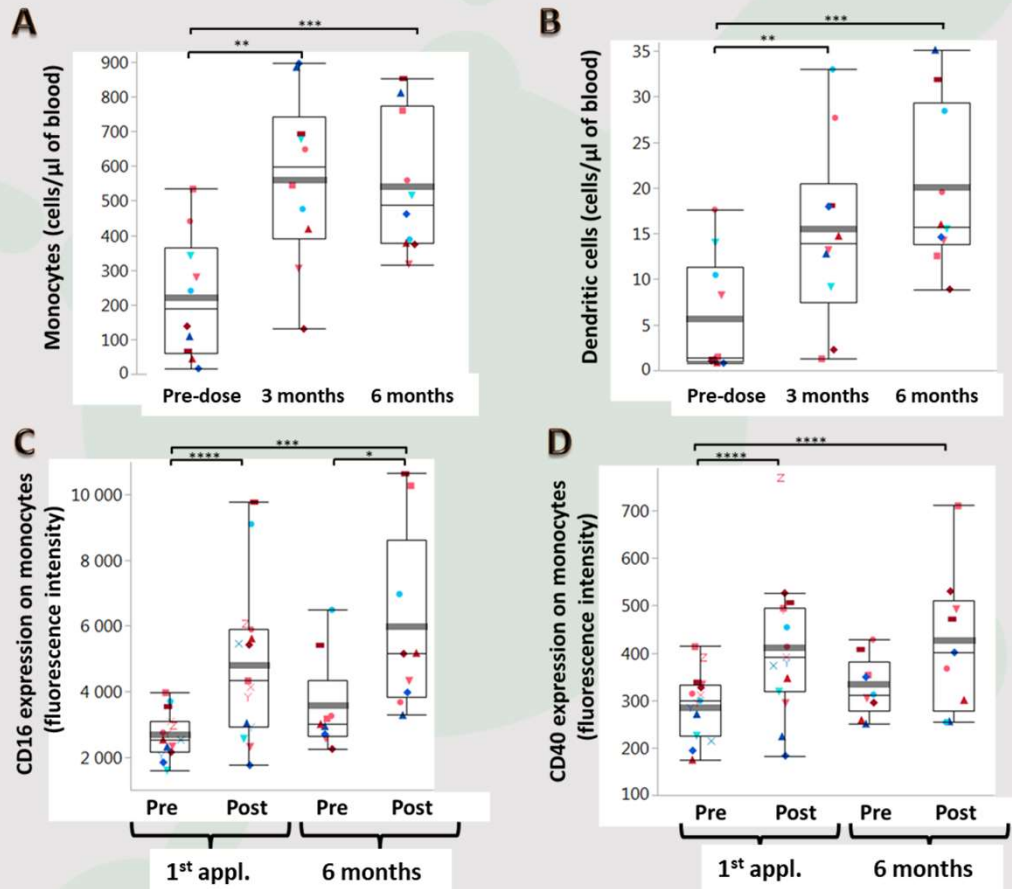 A
***
**
Monocytes (cells/µl of blood)
900
800
700
600
500
400
300
200
100
0
Pre-dose 3 months 6 months
B
***
**
Dendritic cells (cells/µl of blood)
35
30
25
20
15
10
5
0
Pre-dose 3 months 6 months
C
***
****
*
CD16 expression on monocytes
(fluorescence intensity)
10 000
8 000
6 000
4 000
2 000
Pre Post Pre Post
1st appl. 6 months
D
****
****
CD40 expression on monocytes
(fluorescence intensity)
700
600
500
400
300
200
100
Pre Post Pre Post
1st appl. 6 months